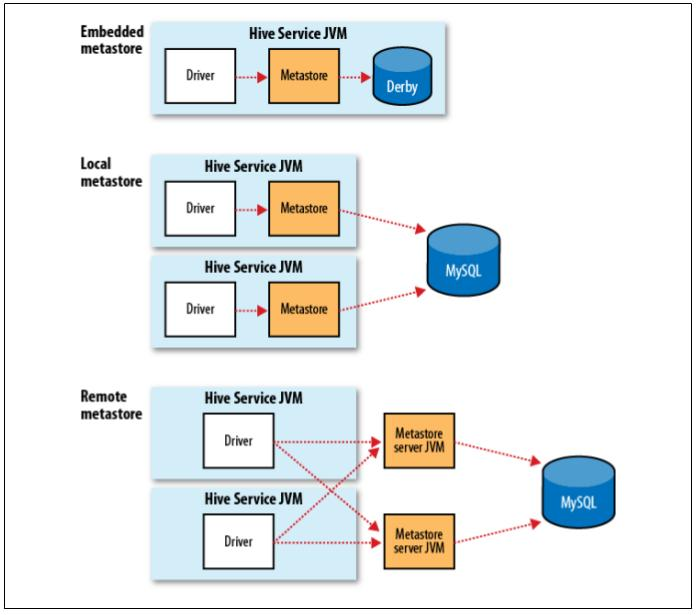 Embedded
metastore
Hive Service JVM
Driver
Metastore
Derby
Local
metastore
Hive Service JVM
Driver
Metastore
Hive Service JVM
Driver
Metastore
MySQL
Remote
metastore
Hive Service JVM
Driver
Metastore
server JVM
Hive Service JVM
Driver
Metastore
server JVM
MySQL